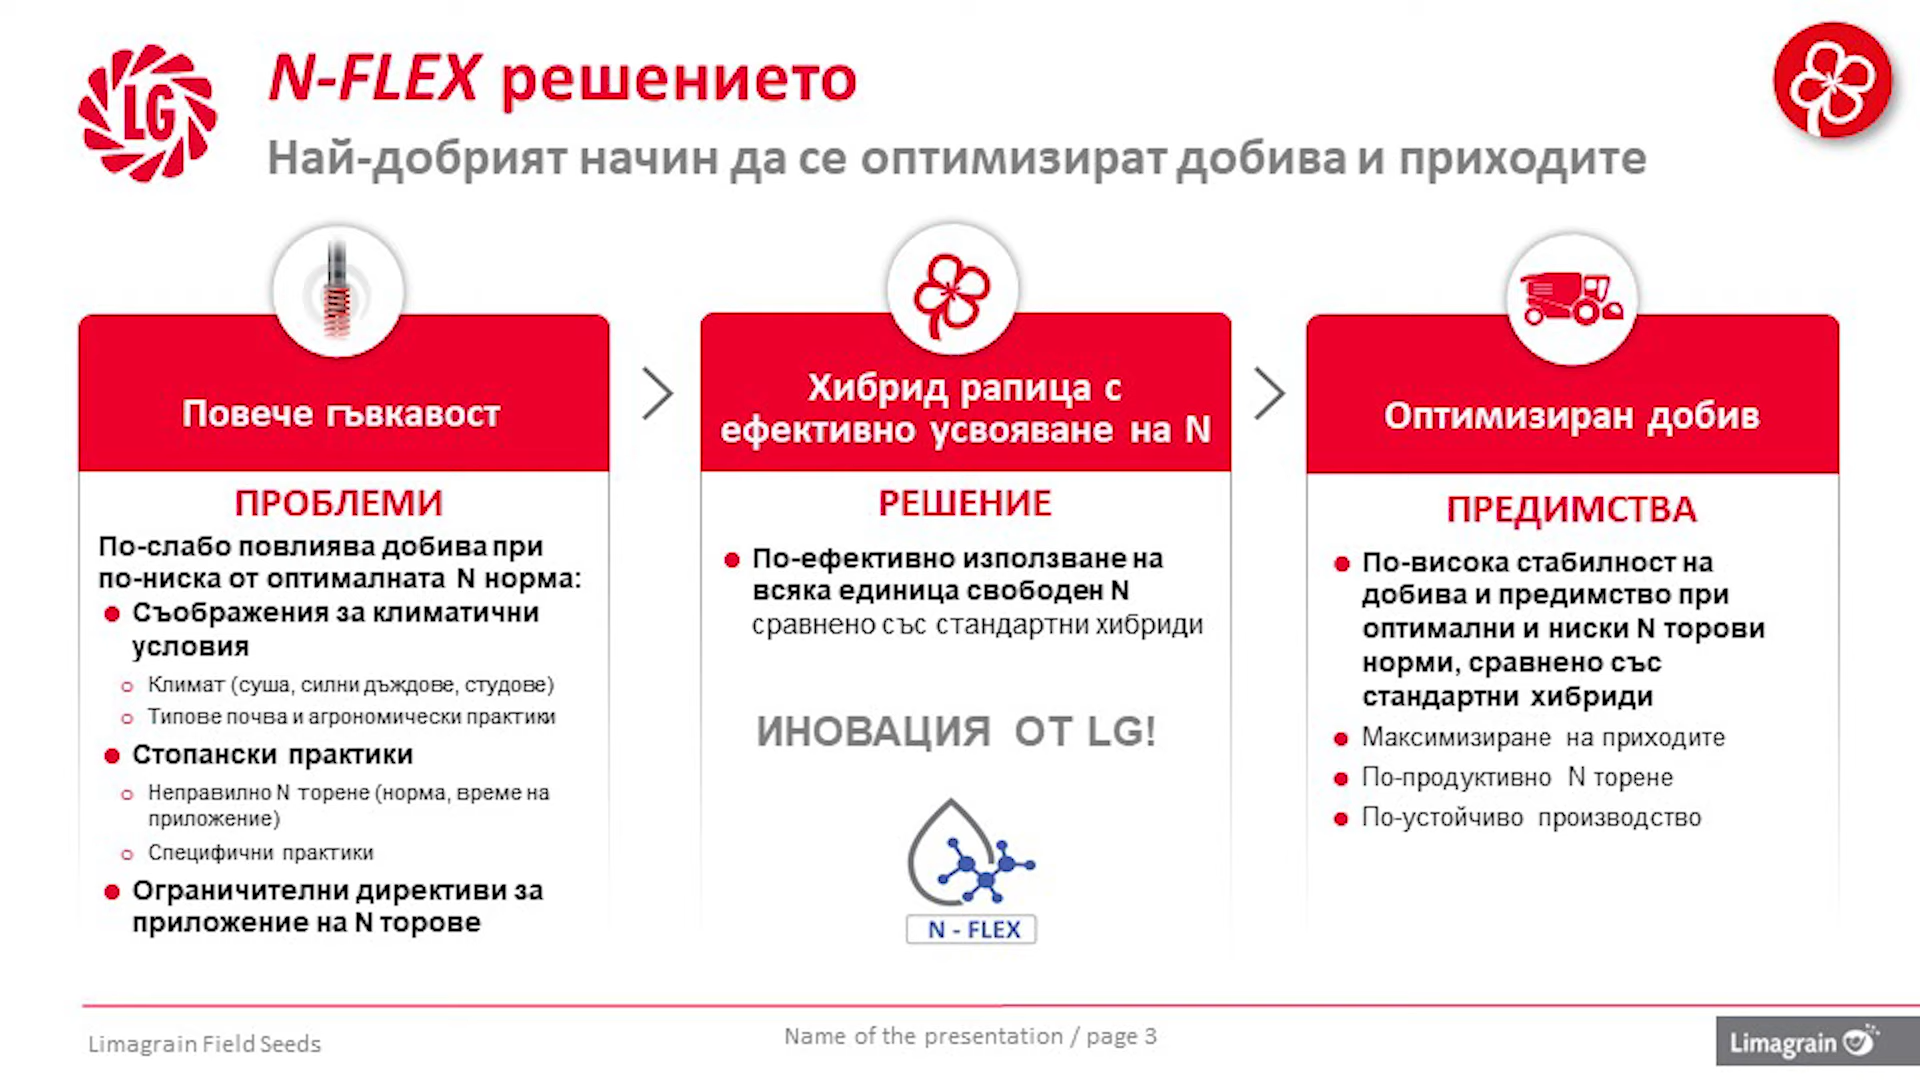 LG
N-FLEX решението
Най-добрият начин да се оптимизират добива и приходите
Повече гъвкавост
ПРОБЛЕМИ
По-слабо повлиява добива при
по-ниска от оптималната N норма:
Съображения за климатични
условия
Климат (суша, силни дъждове, студове)
Типове почва и агрономически практики
Стопански практики
Неправилно N торене (норма, време на
приложение)
Специфични практики
Ограничителни директиви за
приложение на N торове
Хибрид рапица с
ефективно усвояване на N
РЕШЕНИЕ
По-ефективно използване на
всяка единица свободен N
сравнено със стандартни хибриди
ИНОВАЦИЯ ОТ LG!
N - FLEX
Оптимизиран добив
ПРЕДИМСТВА
По-висока стабилност на
добива и предимство при
оптимални и ниски N торови
норми, сравнено със
стандартни хибриди
Максимизиране на приходите
По-продуктивно N торене
По-устойчиво производство
Limagrain Field Seeds
Name of the presentation / page 3
Limagrain